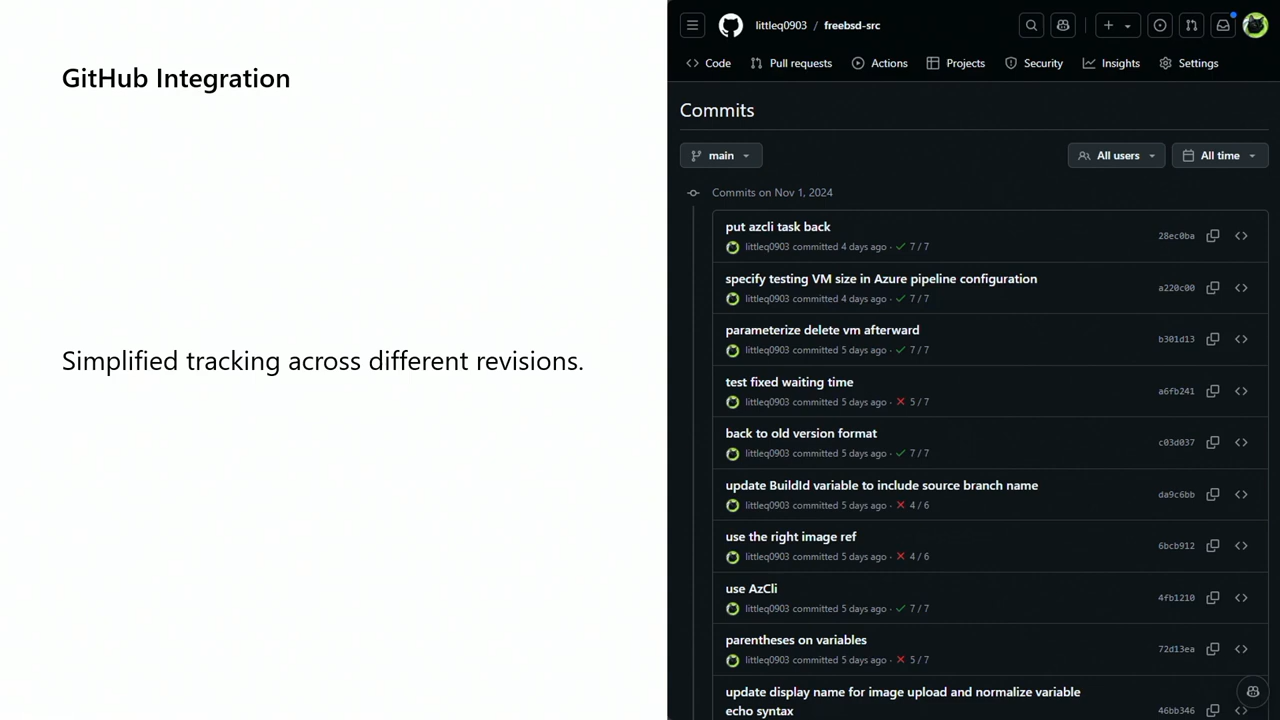 GitHub Integration
Simplified tracking across different revisions.
littleq0903 / freebsd-src
Code Pull requests Actions Projects Security Insights Settings
Commits
main All users All time
Commits on Nov 1, 2024
put azcli task back
littleq0903 committed 4 days ago · 7 / 7
28ec0ba
specify testing VM size in Azure pipeline configuration
littleq0903 committed 4 days ago · 7 / 7
a220c00
parameterize delete vm afterward
littleq0903 committed 5 days ago · 7 / 7
b301d13
test fixed waiting time
littleq0903 committed 5 days ago · 5 / 7
a6fb241
back to old version format
littleq0903 committed 5 days ago · 7 / 7
c03d037
update BuildId variable to include source branch name
littleq0903 committed 5 days ago · 4 / 6
da9c6bb
use the right image ref
littleq0903 committed 5 days ago · 4 / 6
6bcb912
use AzCli
littleq0903 committed 5 days ago · 7 / 7
4fb1210
parentheses on variables
littleq0903 committed 5 days ago · 5 / 7
72d13ea
update display name for image upload and normalize variable
echo syntax
46bb346